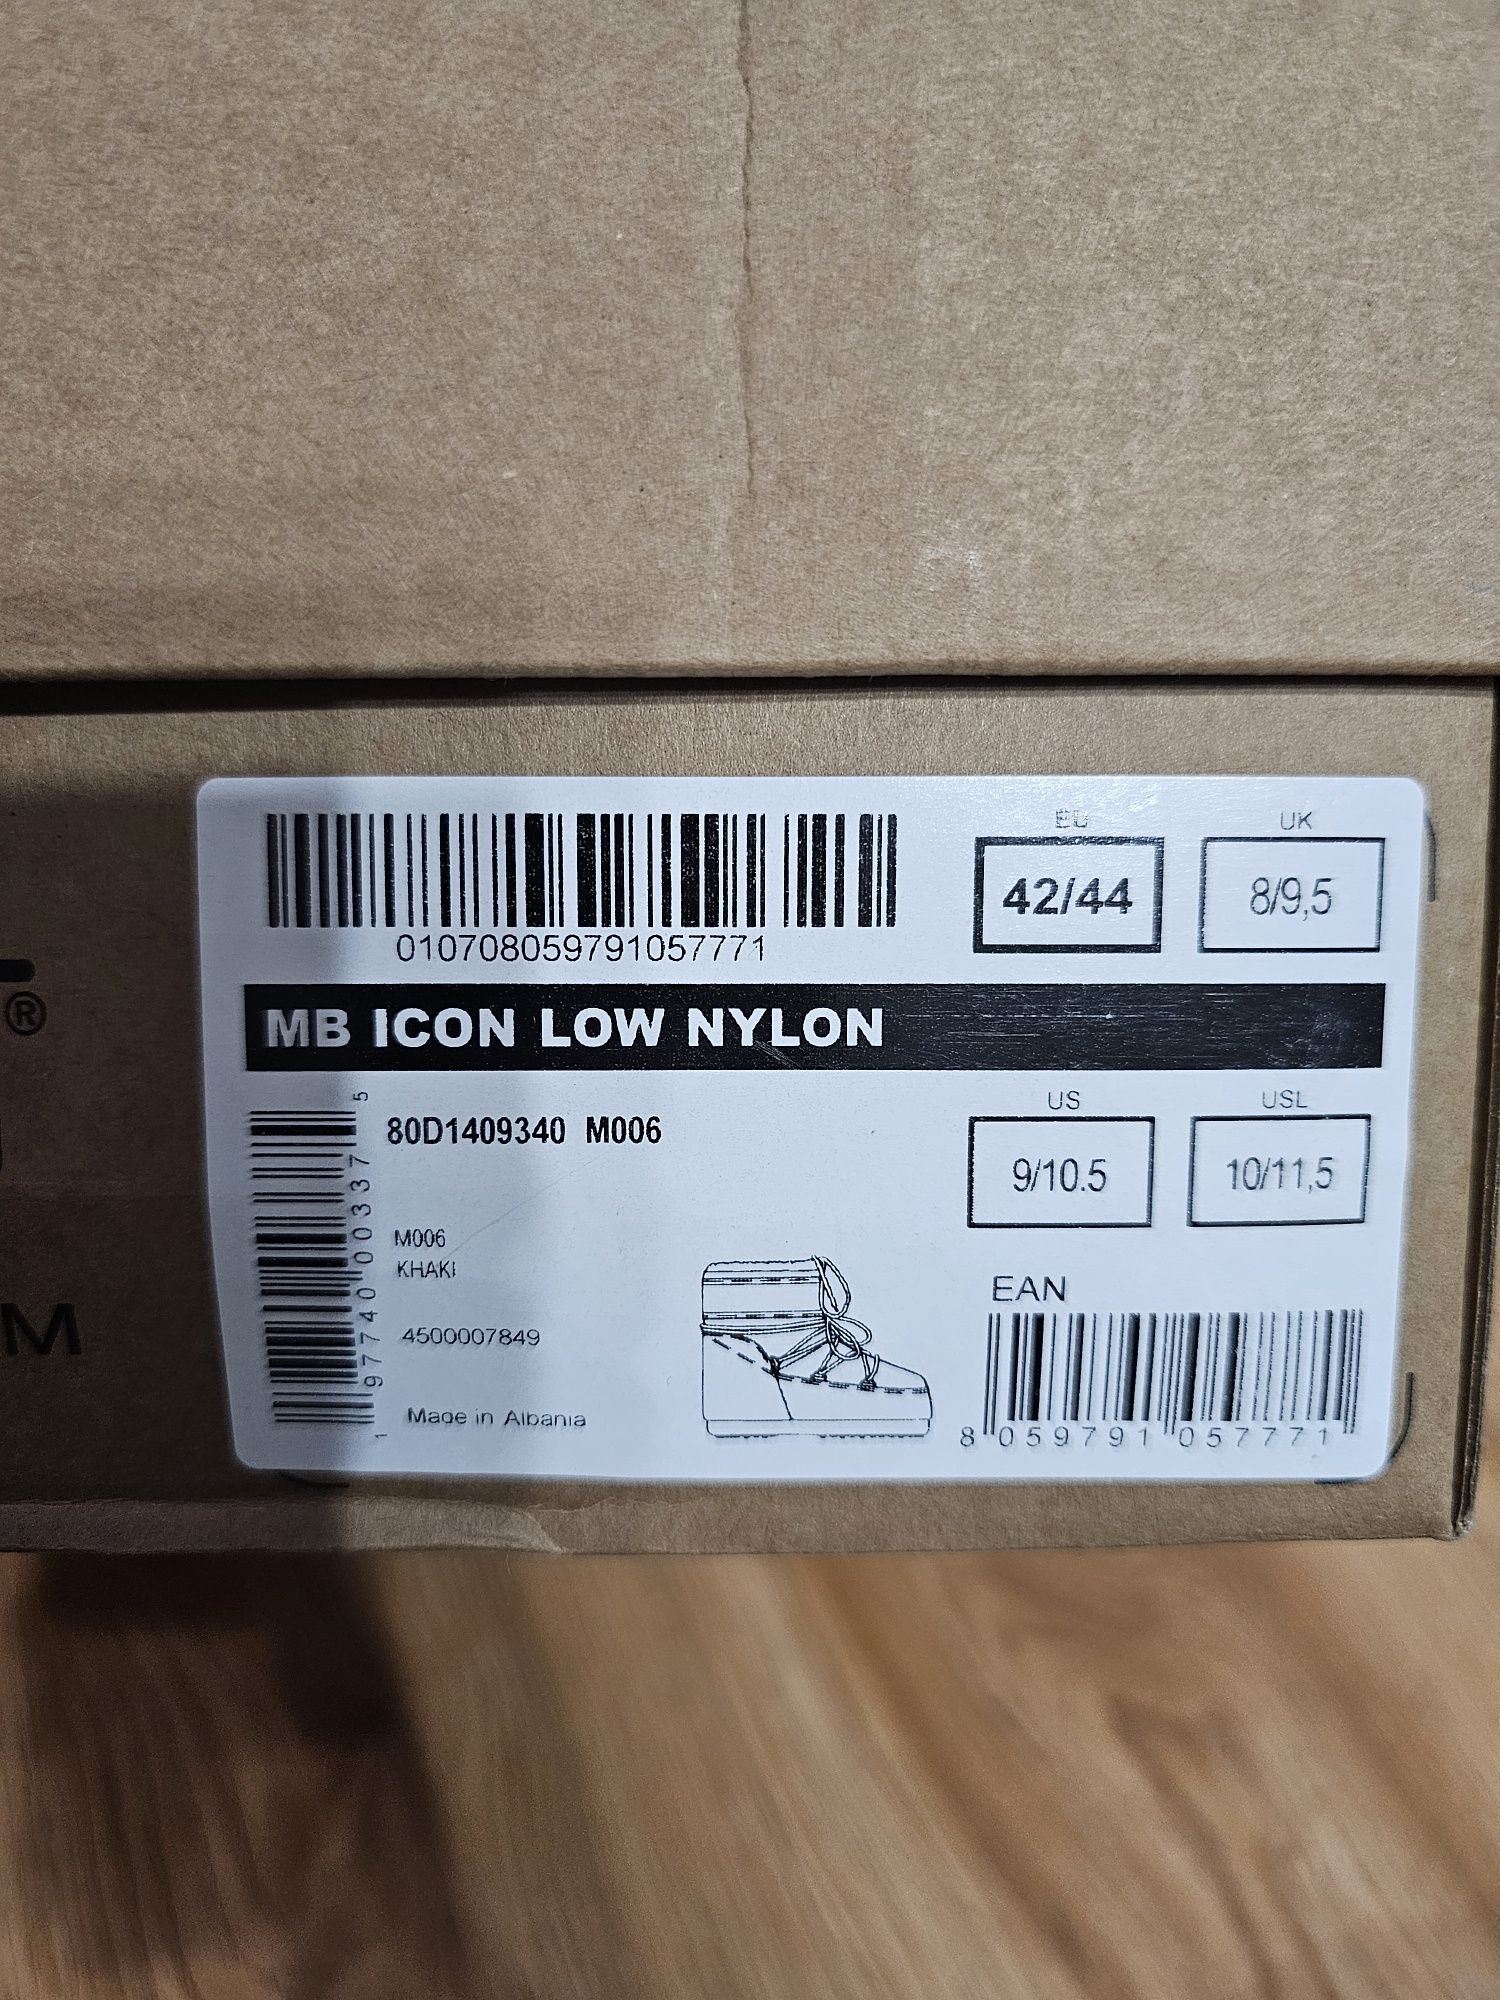 EU
UK
42/44
8/9,5
010708059791057771
®
MB ICON LOW NYLON
5
80D1409340 M006
US
USL
9/10.5
10/11,5
1 97740 00337 5
M006
KHAKI
EAN
M
4500007849
Made in Albania
8 059791 057771